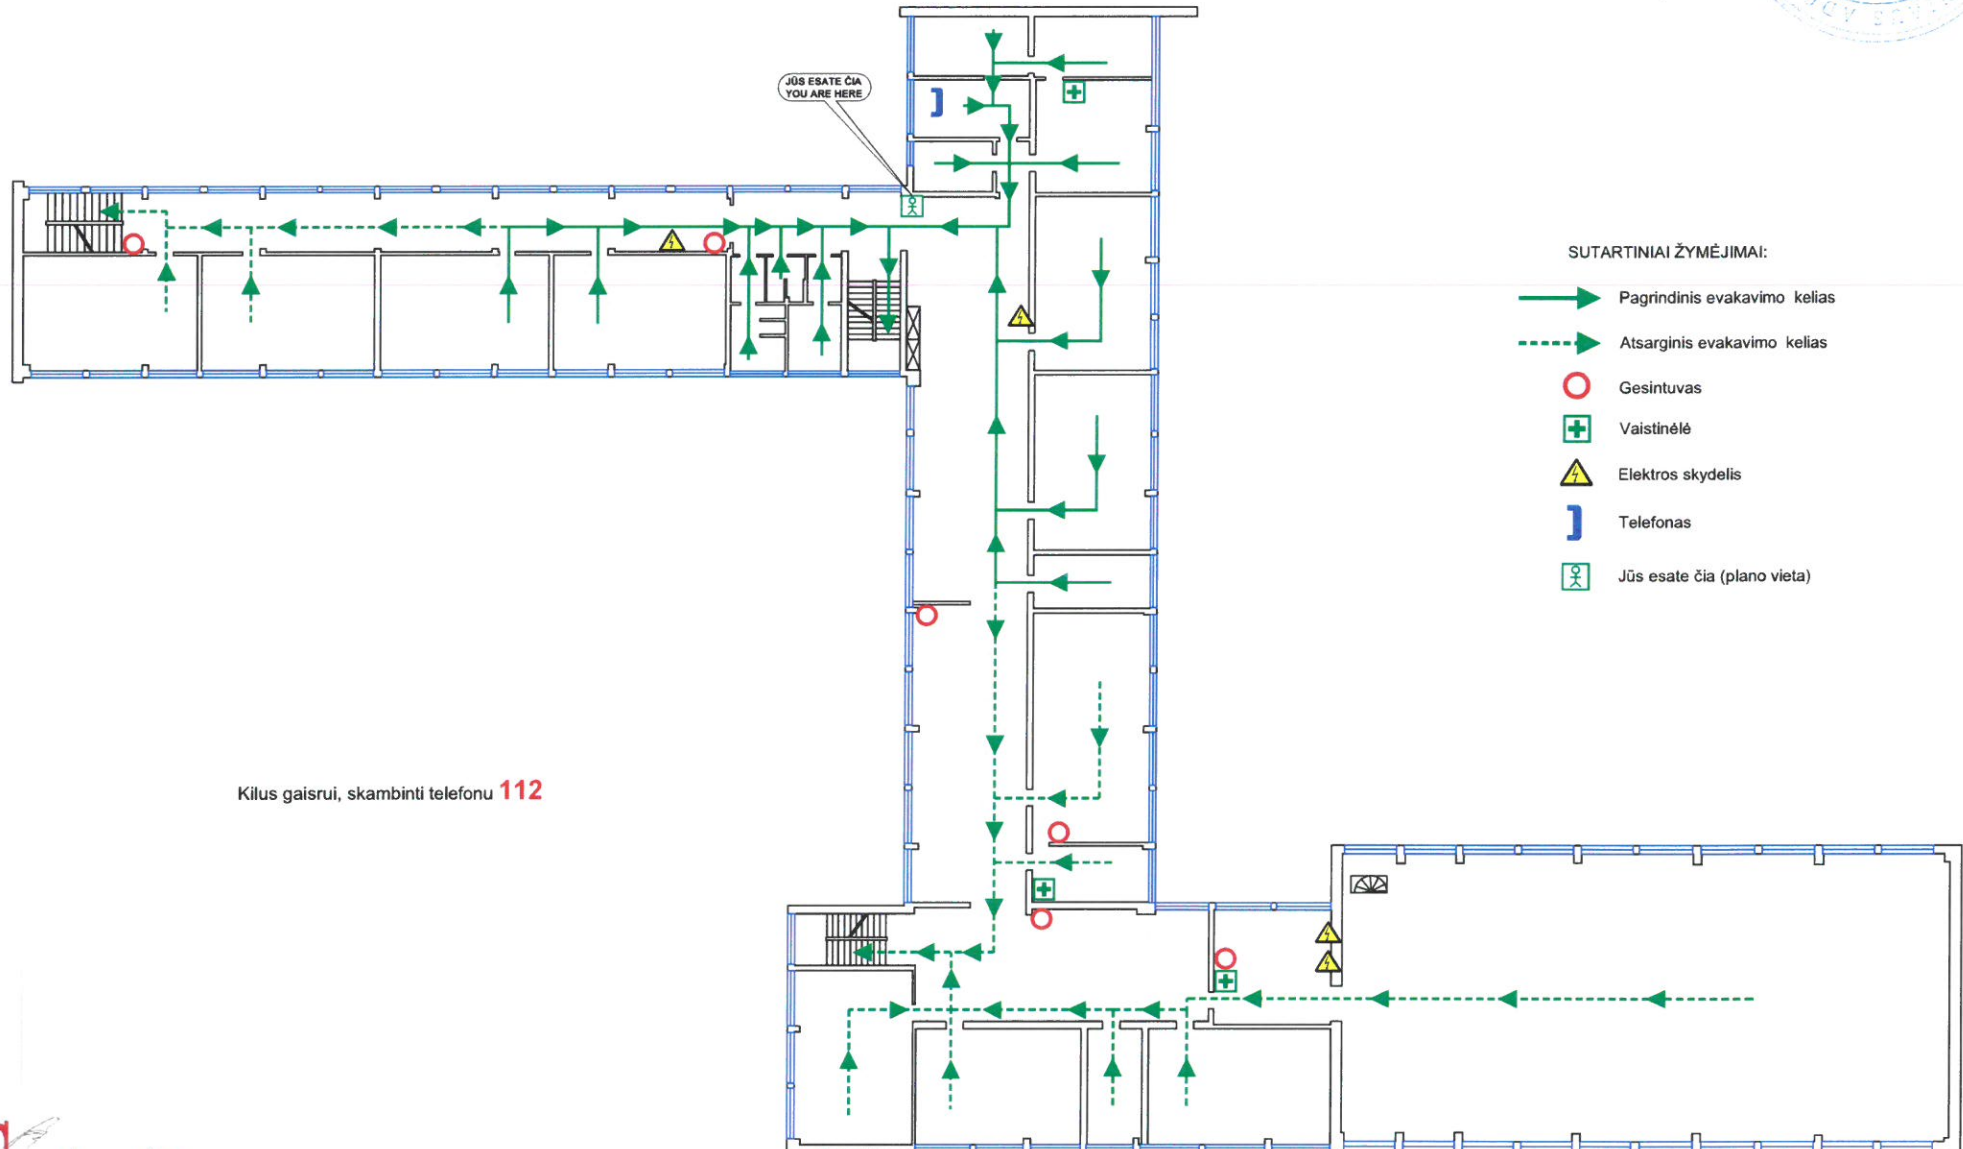 JŪS ESATE ČIA
YOU ARE HERE
SUTARTINIAI ŽYMĖJIMAI:
Pagrindinis evakavimo kelias
Atsarginis evakavimo kelias
Gesintuvas
Vaistinėlė
Elektros skydelis
Telefonas
Jūs esate čia (plano vieta)
Kilus gaisrui, skambinti telefonu 112